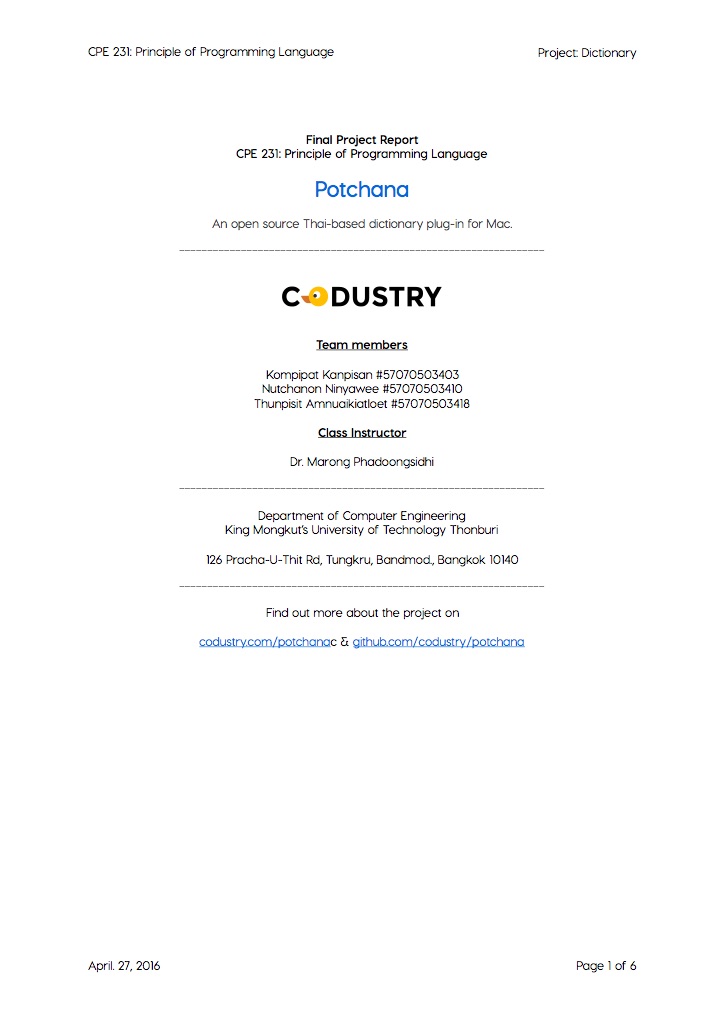 CPE 231: Principle of Programming Language
Project: Dictionary
Final Project Report
CPE 231: Principle of Programming Language
Potchana
An open source Thai-based dictionary plug-in for Mac.
CODUSTRY
Team members
Kompipat Kanpisan #57070503403
Nutchanon Ninyawee #57070503410
Thunpisit Amnuaikiatloet #57070503418
Class Instructor
Dr. Marong Phadoongsidhi
Department of Computer Engineering
King Mongkut's University of Technology Thonburi
126 Pracha-U-Thit Rd, Tungkru, Bandmod., Bangkok 10140
Find out more about the project on
codustry.com/potchanac & github.com/codustry/potchana
April. 27, 2016
Page 1 of 6